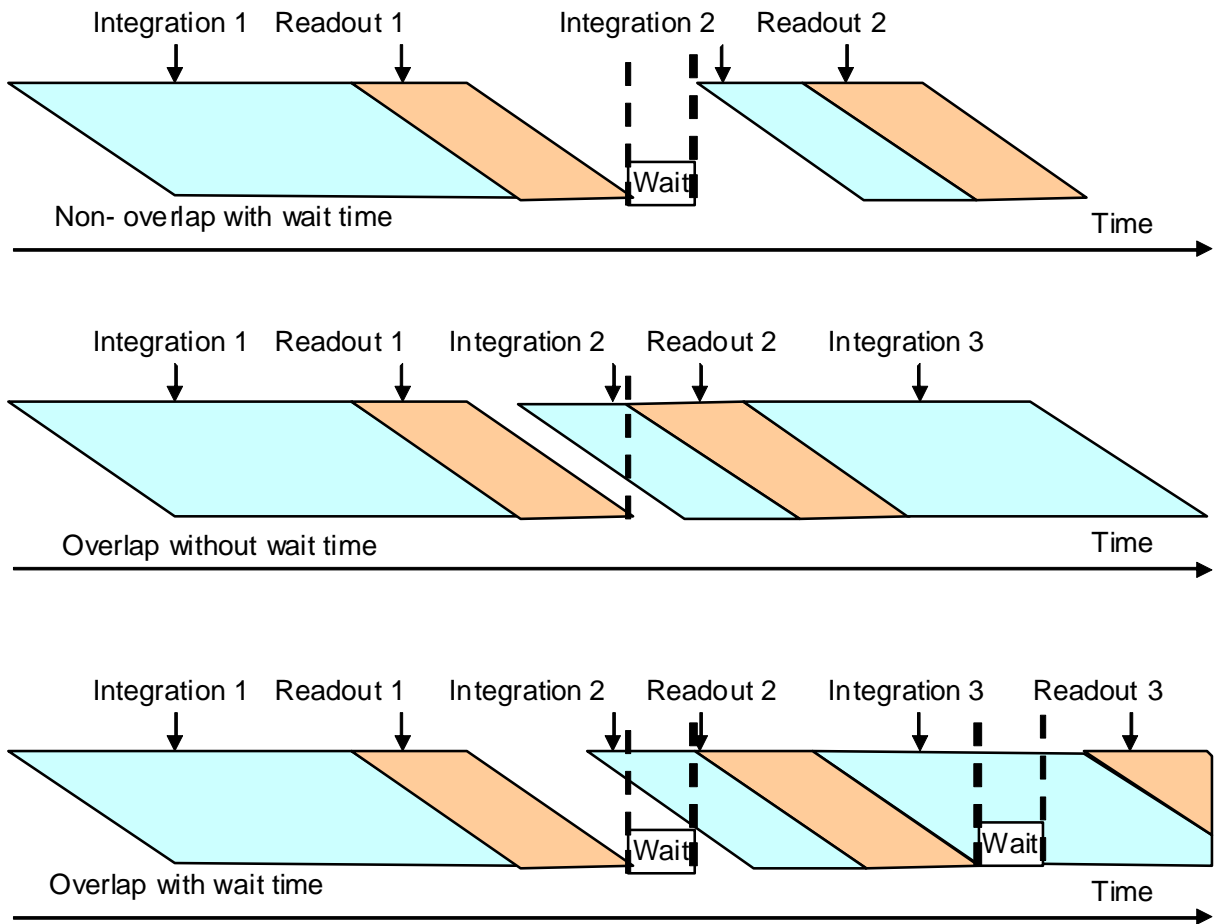 Integration 1 Readout 1 Integration 2 Readout 2
Wait
Non- overlap with wait time
Time
Integration 1 Readout 1 Integration 2 Readout 2 Integration 3
Overlap without wait time
Time
Integration 1 Readout 1 Integration 2 Readout 2 Integration 3 Readout 3
Wait Wait
Overlap with wait time
Time